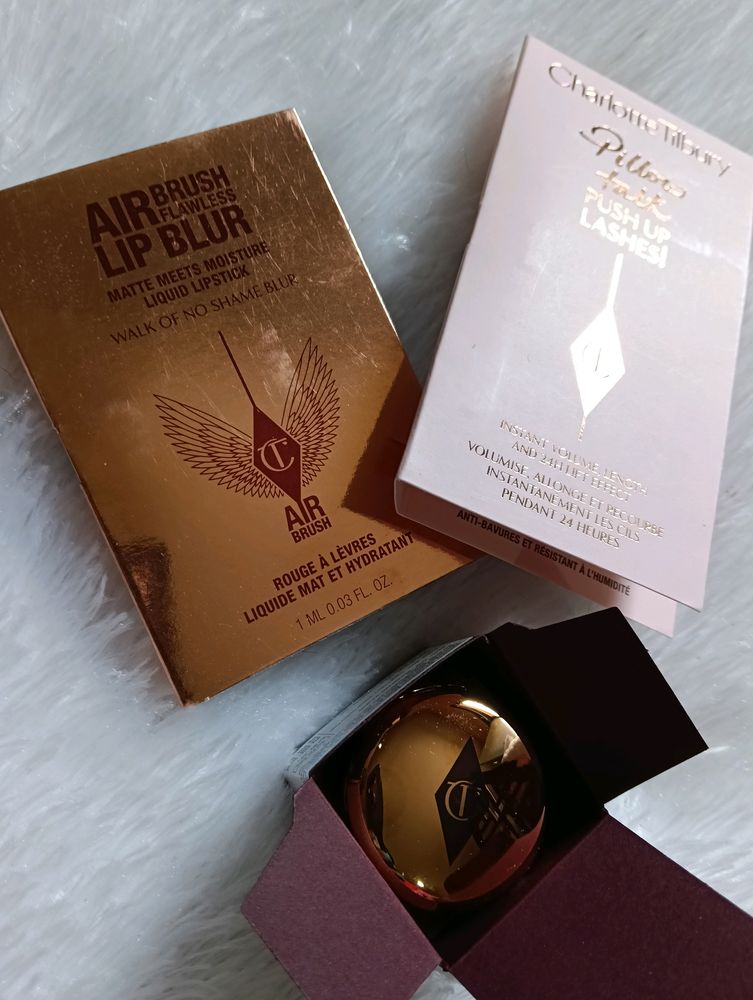 AIRBRUSH
FLAWLESS
LIP BLUR
MATTE MEETS MOISTURE
LIQUID LIPSTICK
WALK OF NO SHAME BLUR
CT
AIR
BRUSH
ROUGE À LÈVRES
LIQUIDE MAT ET HYDRATANT
1 ML 0.03 FL. OZ.
Charlotte Tilbury
Pillow
talk
PUSH UP
LASHES!
CT
INSTANT VOLUME, LENGTH
AND 24H LIFT EFFECT
VOLUMISE, ALLONGE ET RECOURBE
INSTANTANÉMENT LES CILS
PENDANT 24 HEURES
ANTI-BAVURES ET RÉSISTANT À L'HUMIDITÉ
CT